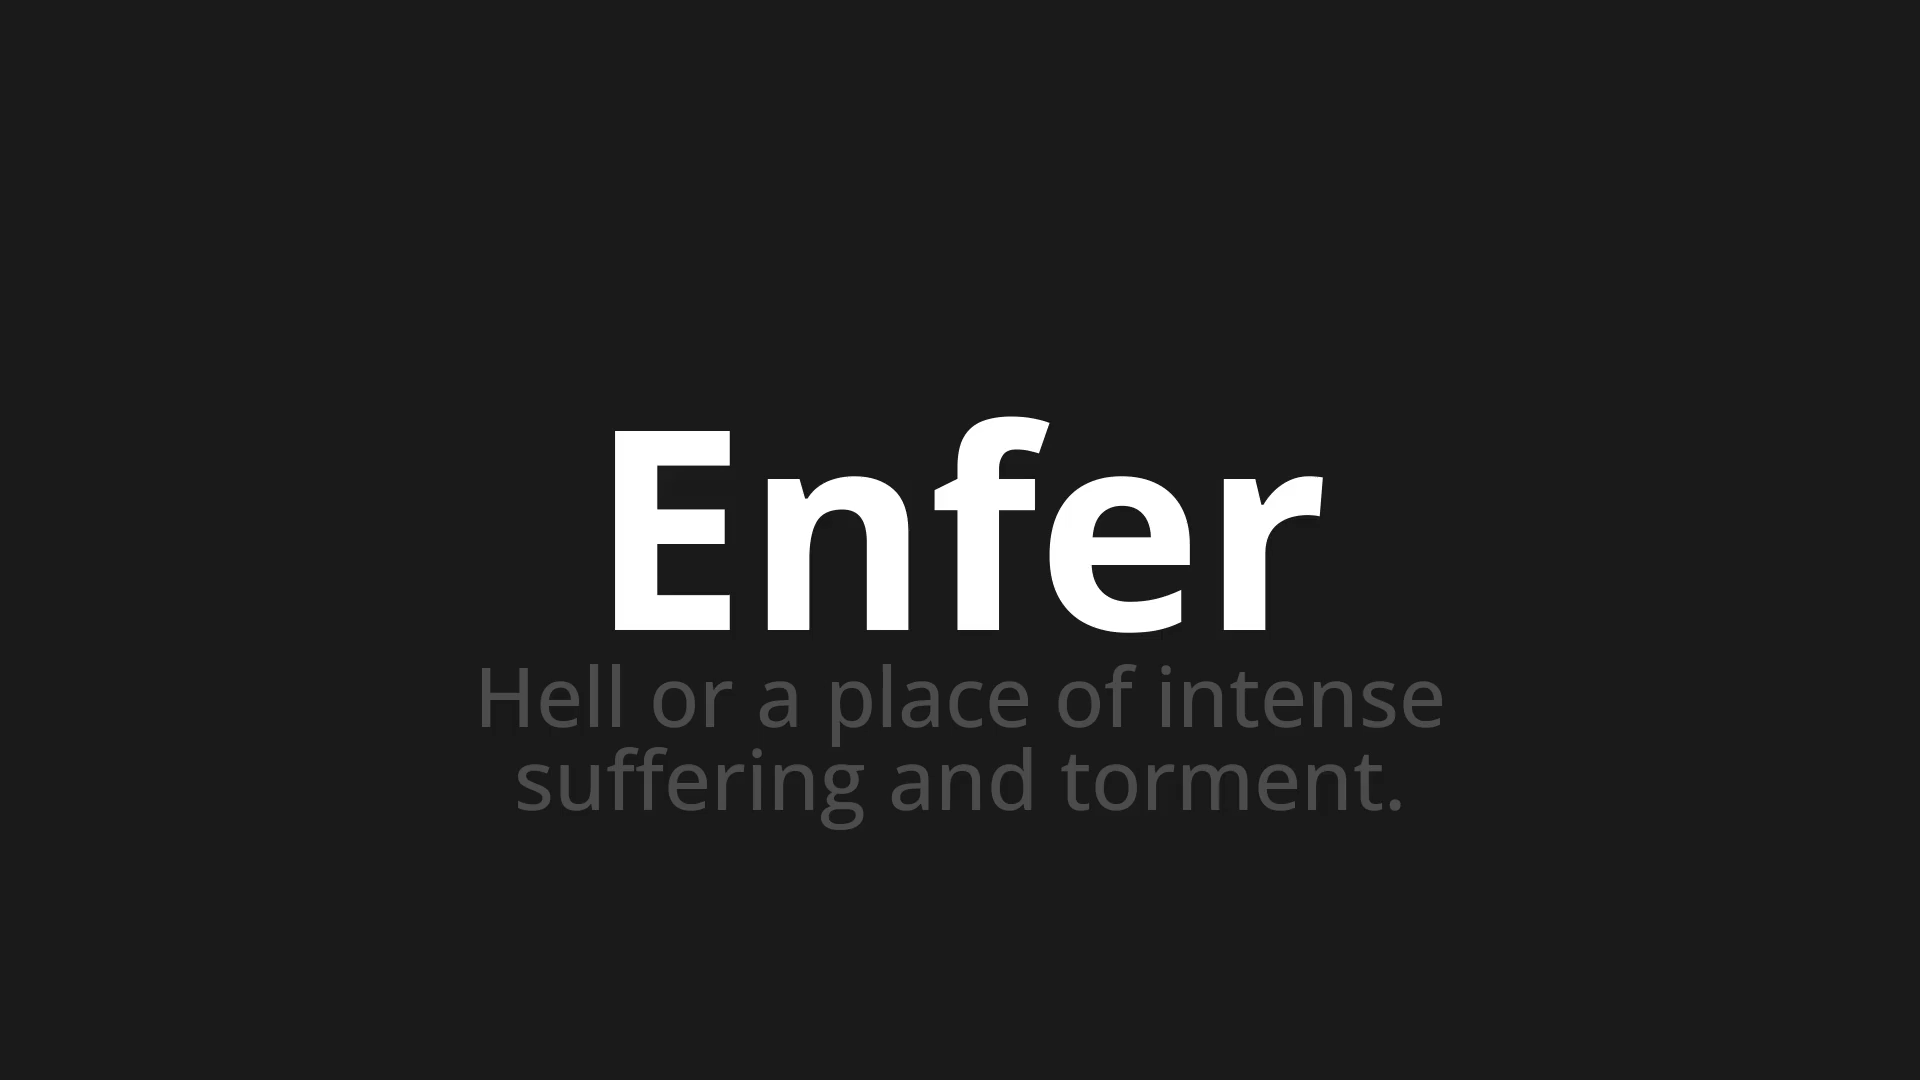 Enfer
Hell or a place of intense
suffering and torment.